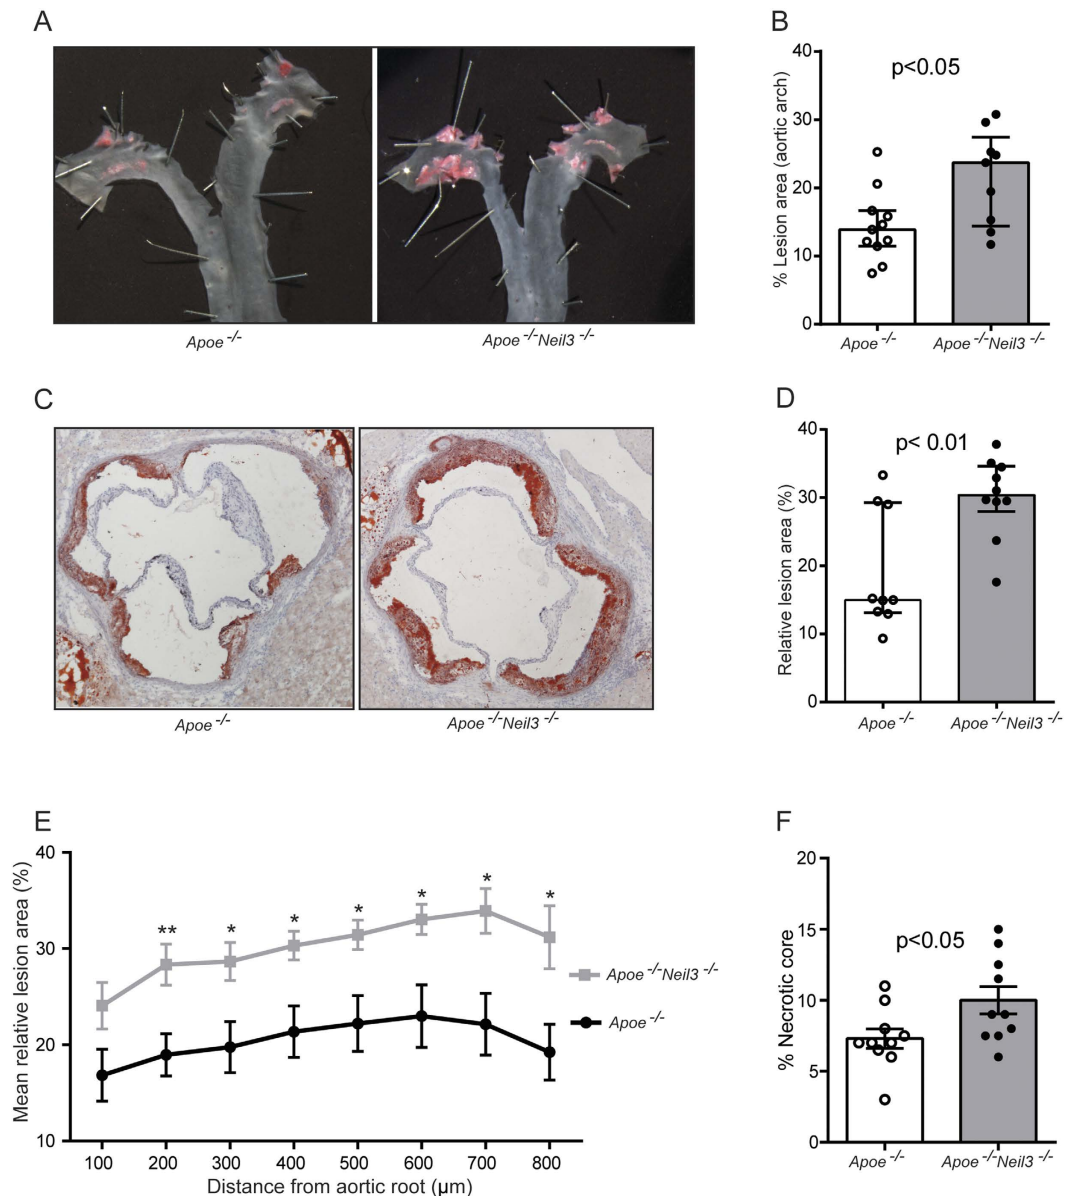 A
Apoe -/-
Apoe -/-Neil3 -/-
B
% Lesion area (aortic arch)
40
30
20
10
0
p<0.05
Apoe -/-
Apoe -/-Neil3 -/-
C
Apoe -/-
Apoe -/-Neil3 -/-
D
Relative lesion area (%)
40
30
20
10
0
p< 0.01
Apoe -/-
Apoe -/-Neil3 -/-
E
Mean relative lesion area (%)
40
30
20
10
** * * * * * *
Apoe -/-Neil3 -/-
Apoe -/-
100 200 300 400 500 600 700 800
Distance from aortic root (µm)
F
% Necrotic core
20
15
10
5
0
p<0.05
Apoe -/-
Apoe -/-Neil3 -/-